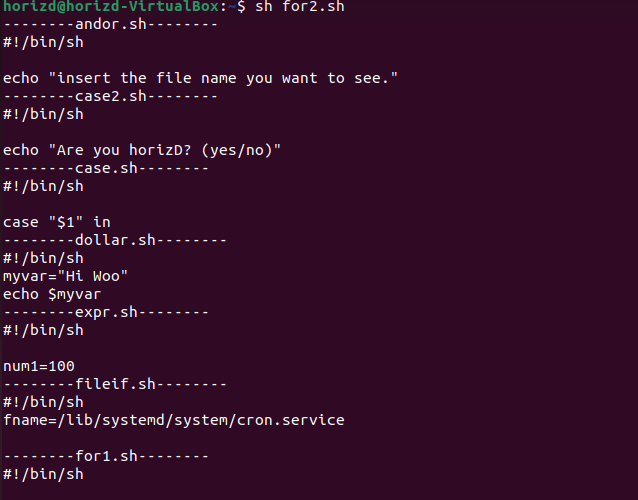 horizd@horizd-VirtualBox:~$ sh for2.sh
--------andor.sh--------
#!/bin/sh

echo "insert the file name you want to see."
--------case2.sh--------
#!/bin/sh

echo "Are you horizD? (yes/no)"
--------case.sh--------
#!/bin/sh

case "$1" in
--------dollar.sh--------
#!/bin/sh
myvar="Hi Woo"
echo $myvar
--------expr.sh--------
#!/bin/sh

num1=100
--------fileif.sh--------
#!/bin/sh
fname=/lib/systemd/system/cron.service

--------for1.sh--------
#!/bin/sh